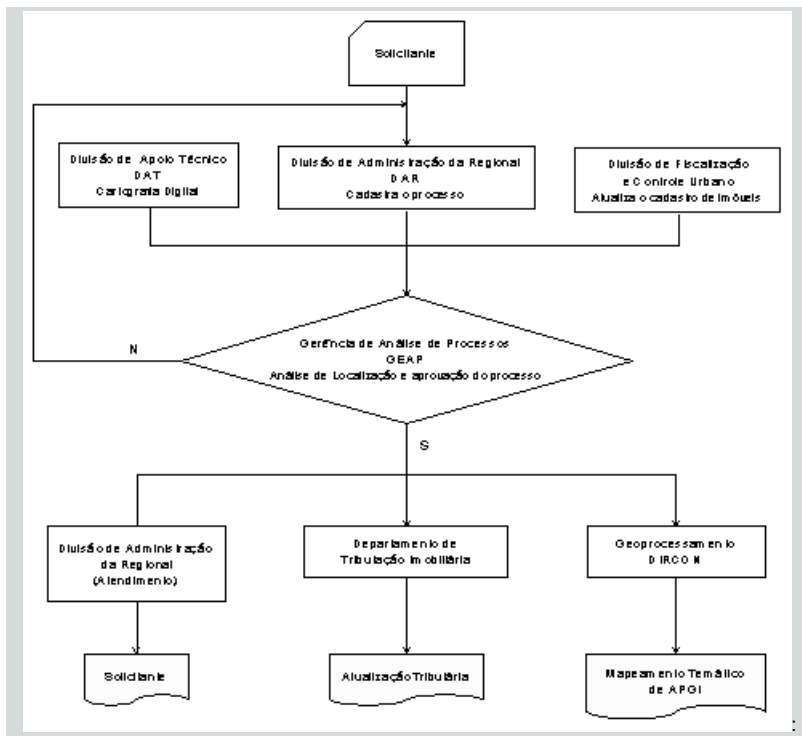 Solicitante
Divisão de Apoio Técnico
DAT
Cartografia Digital
Divisão de Administração da Regional
DAR
Cadastra o processo
Divisão de Fiscalização
e Controle Urbano
Atualiza o cadastro de imóveis
N
Gerência de Análise de Processos
GEAP
Análise de Localização e aprovação do processo
S
Divisão de Administração
da Regional
(Atendimento)
Departamento de
Tributação Imobiliária
Geoprocessamento
DIRCON
Solicitante
Atualização Tributária
Mapeamento Temático
de APGI
: